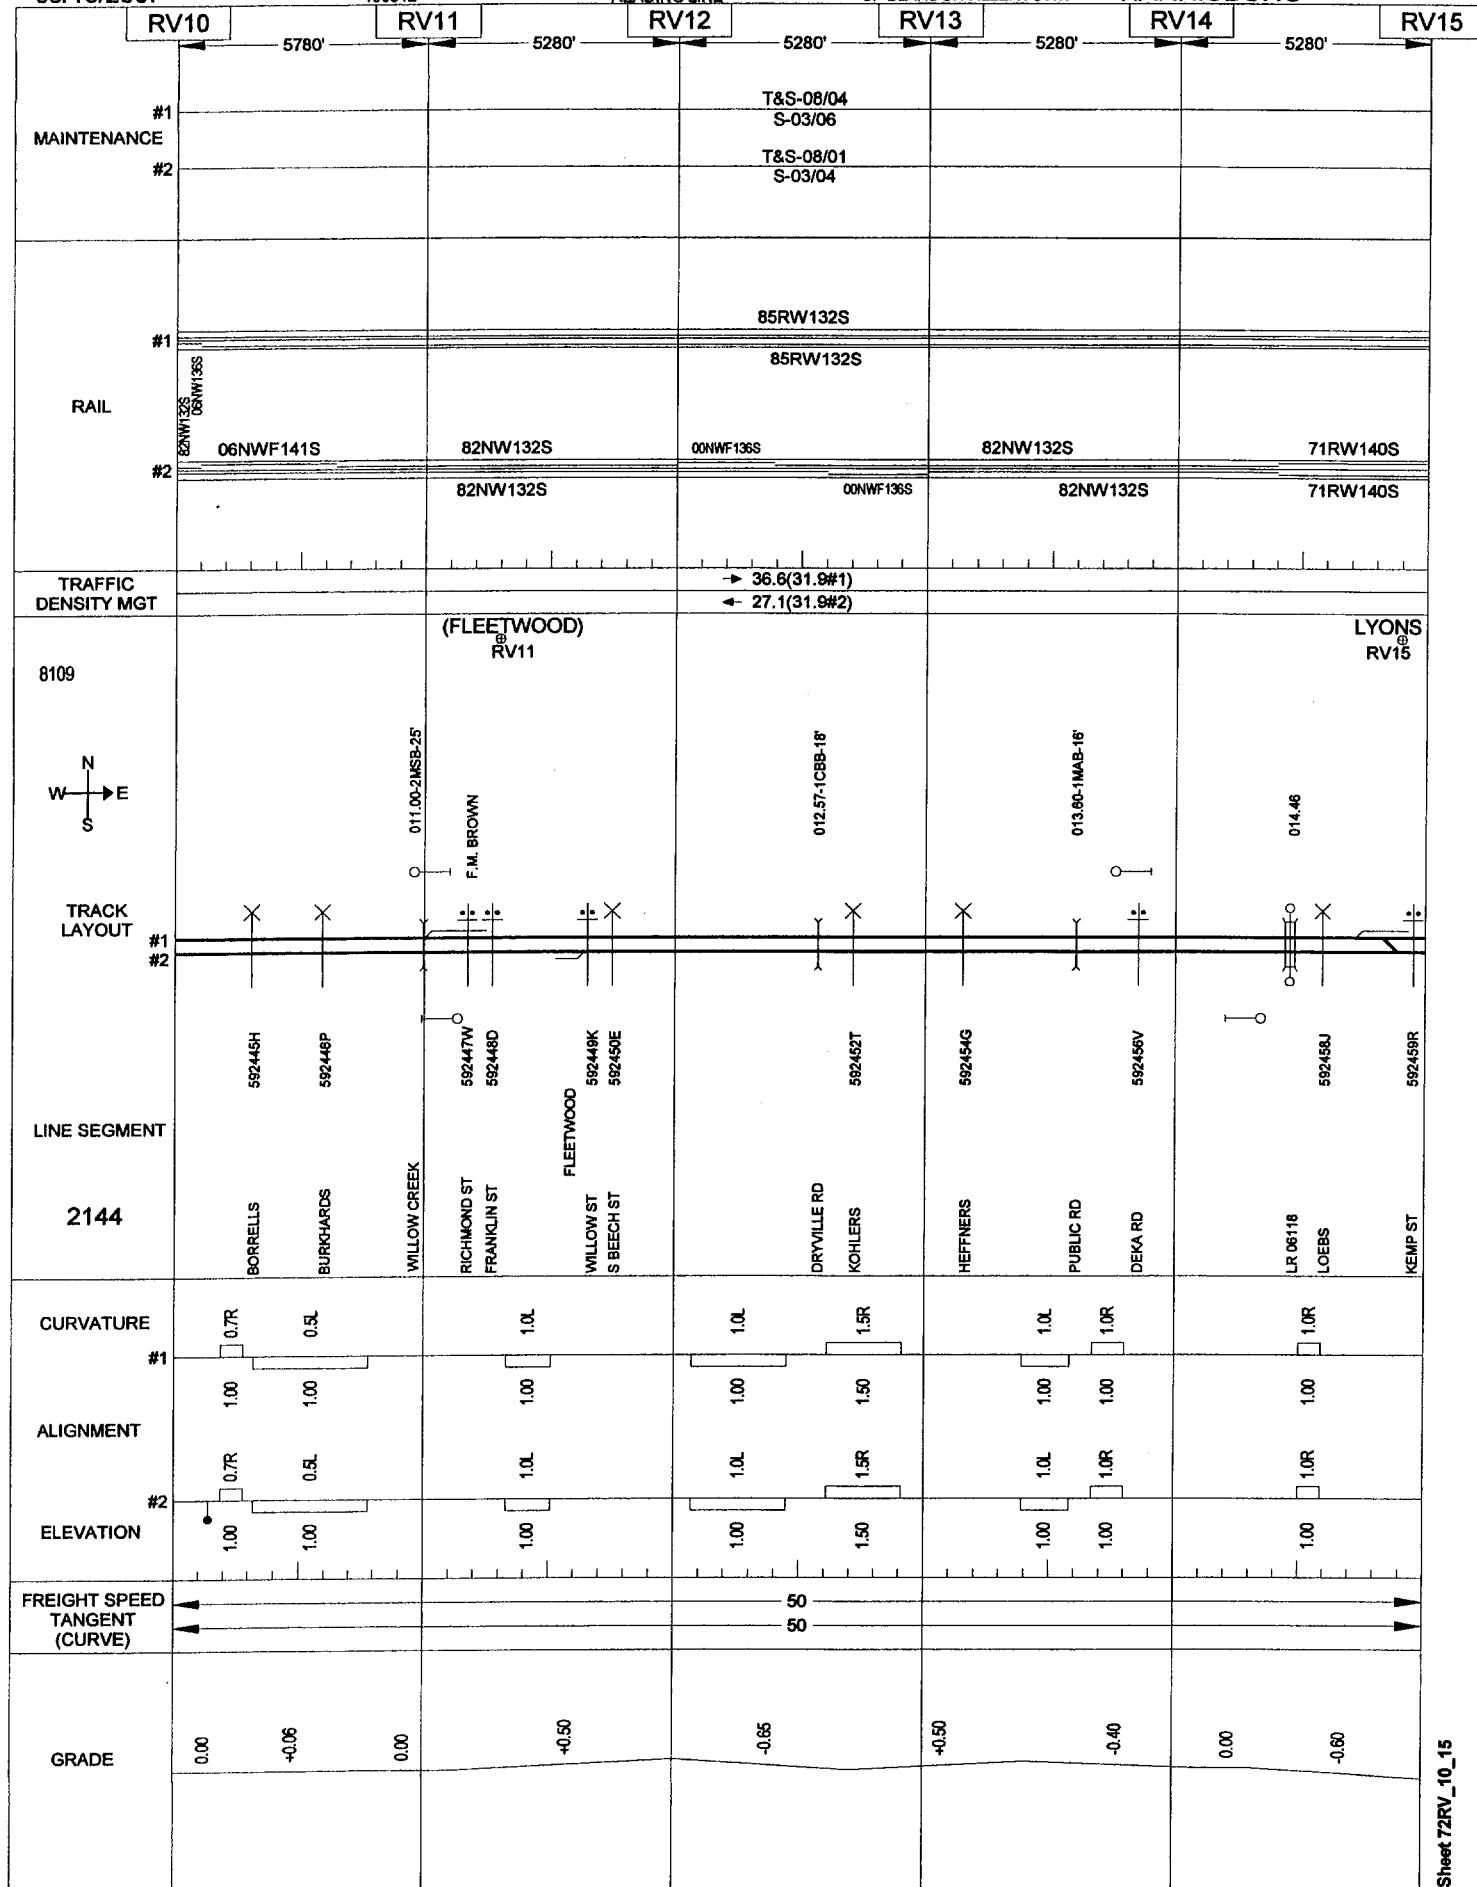 RV10 RV11 RV12 RV13 RV14 RV15
5780' 5280' 5280' 5280' 5280'
MAINTENANCE
#1
T&S-08/04
S-03/06
#2
T&S-08/01
S-03/04
RAIL
#1
85RW132S
85RW132S
82NW132S
06NW136S
#2
06NWF141S 82NW132S 00NWF136S 82NW132S 71RW140S
82NW132S 00NWF136S 82NW132S 71RW140S
TRAFFIC
DENSITY MGT
36.6(31.9#1)
27.1(31.9#2)
(FLEETWOOD)
RV11
LYONS
RV15
8109
N
W E
S
011.00-2MSB-25'
F.M. BROWN
012.57-1CBB-18'
013.60-1MAB-16'
014.46
TRACK
LAYOUT
#1
#2
592445H
592446P
592447W
592448D
592449K
592450E
592452T
592454G
592456V
592458J
592459R
LINE SEGMENT
2144
BORRELLS
BURKHARDS
WILLOW CREEK
RICHMOND ST
FRANKLIN ST
FLEETWOOD
WILLOW ST
S BEECH ST
DRYVILLE RD
KOHLERS
HEFFNERS
PUBLIC RD
DEKA RD
LR 06118
LOEBS
KEMP ST
CURVATURE
0.7R 0.5L 1.0L 1.0L 1.5R 1.0L 1.0R 1.0R
#1
1.00 1.00 1.00 1.00 1.50 1.00 1.00 1.00
ALIGNMENT
0.7R 0.5L 1.0L 1.0L 1.5R 1.0L 1.0R 1.0R
#2
ELEVATION
1.00 1.00 1.00 1.00 1.50 1.00 1.00 1.00
FREIGHT SPEED
TANGENT
(CURVE)
50
50
GRADE
0.00 +0.06 0.00 +0.50 -0.65 +0.50 -0.40 0.00 -0.60
Sheet 72RV_10_15